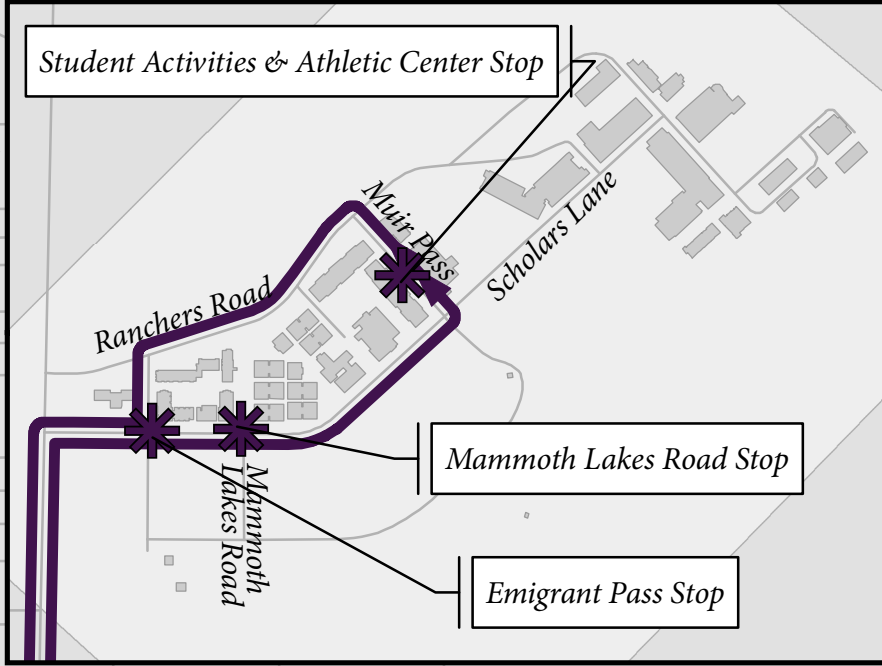 Student Activities & Athletic Center Stop
Muir Pass
Scholars Lane
Ranchers Road
Mammoth Lakes Road Stop
Mammoth
Lakes Road
Emigrant Pass Stop